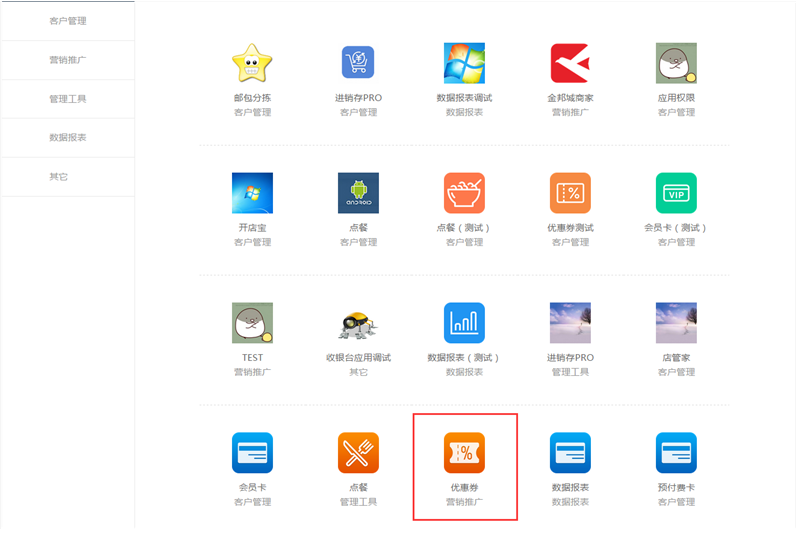 客户管理
营销推广
管理工具
数据报表
其它
邮包分拣
客户管理
进销存PRO
客户管理
数据报表调试
数据报表
金邦城商家
营销推广
应用权限
客户管理
开店宝
客户管理
ANDROID
点餐
客户管理
点餐（测试）
客户管理
%
优惠券测试
客户管理
VIP
会员卡（测试）
客户管理
TEST
营销推广
收银台应用调试
其它
数据报表（测试）
数据报表
进销存PRO
管理工具
店管家
客户管理
会员卡
客户管理
点餐
管理工具
%
优惠券
营销推广
数据报表
数据报表
预付费卡
客户管理